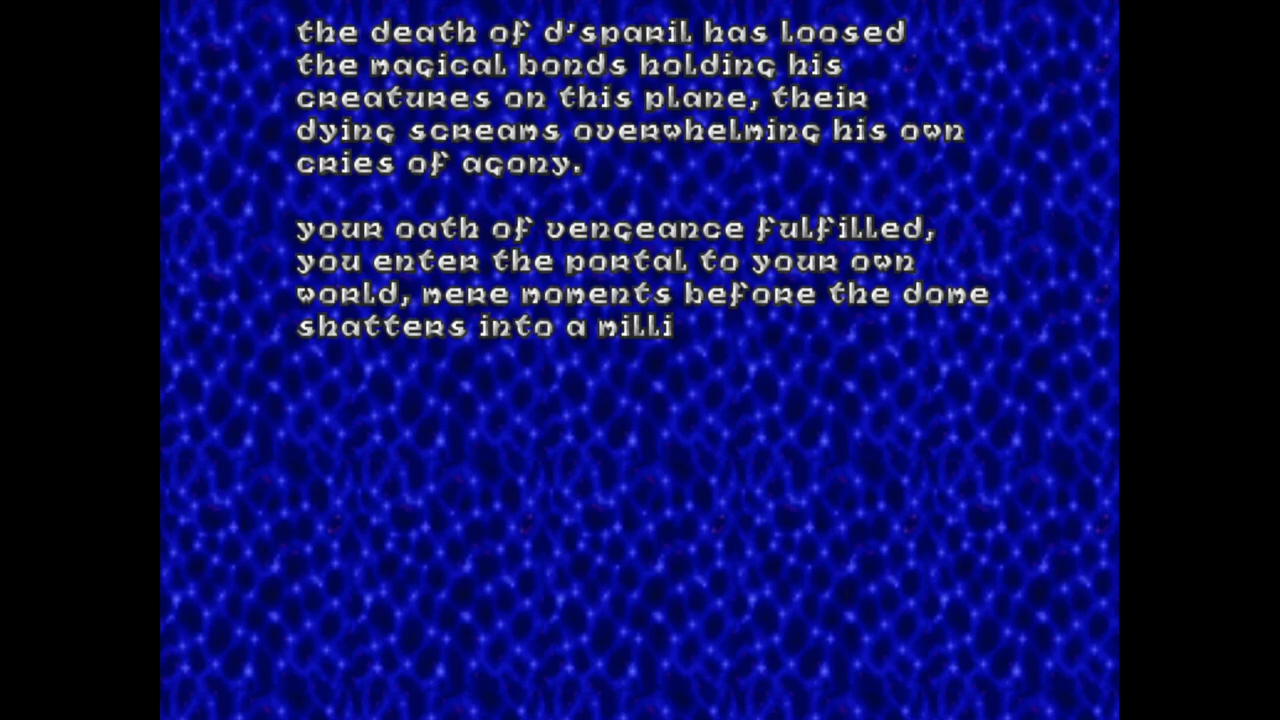 the death of d'sparil has loosed
the magical bonds holding his
creatures on this plane, their
dying screams overwhelming his own
cries of agony.
your oath of vengeance fulfilled,
you enter the portal to your own
world, mere moments before the dome
shatters into a milli